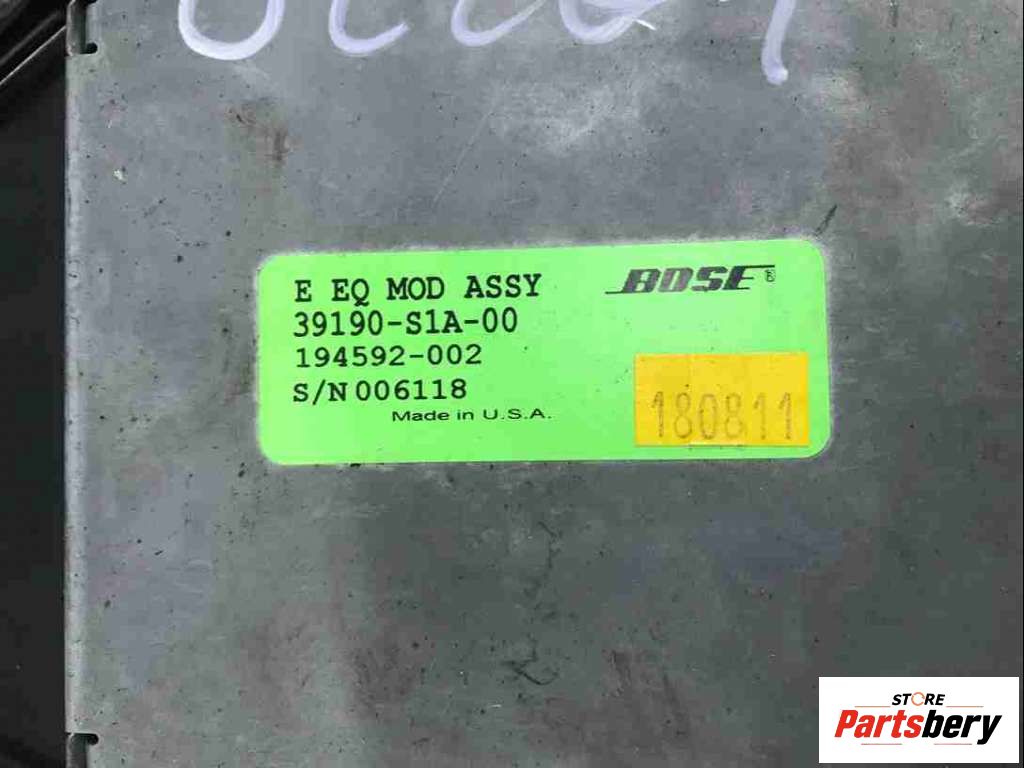 E EQ MOD ASSY
BOSE®
39190-S1A-00
194592-002
S/N 006118
Made in U.S.A.
180811
STORE
Partsbery